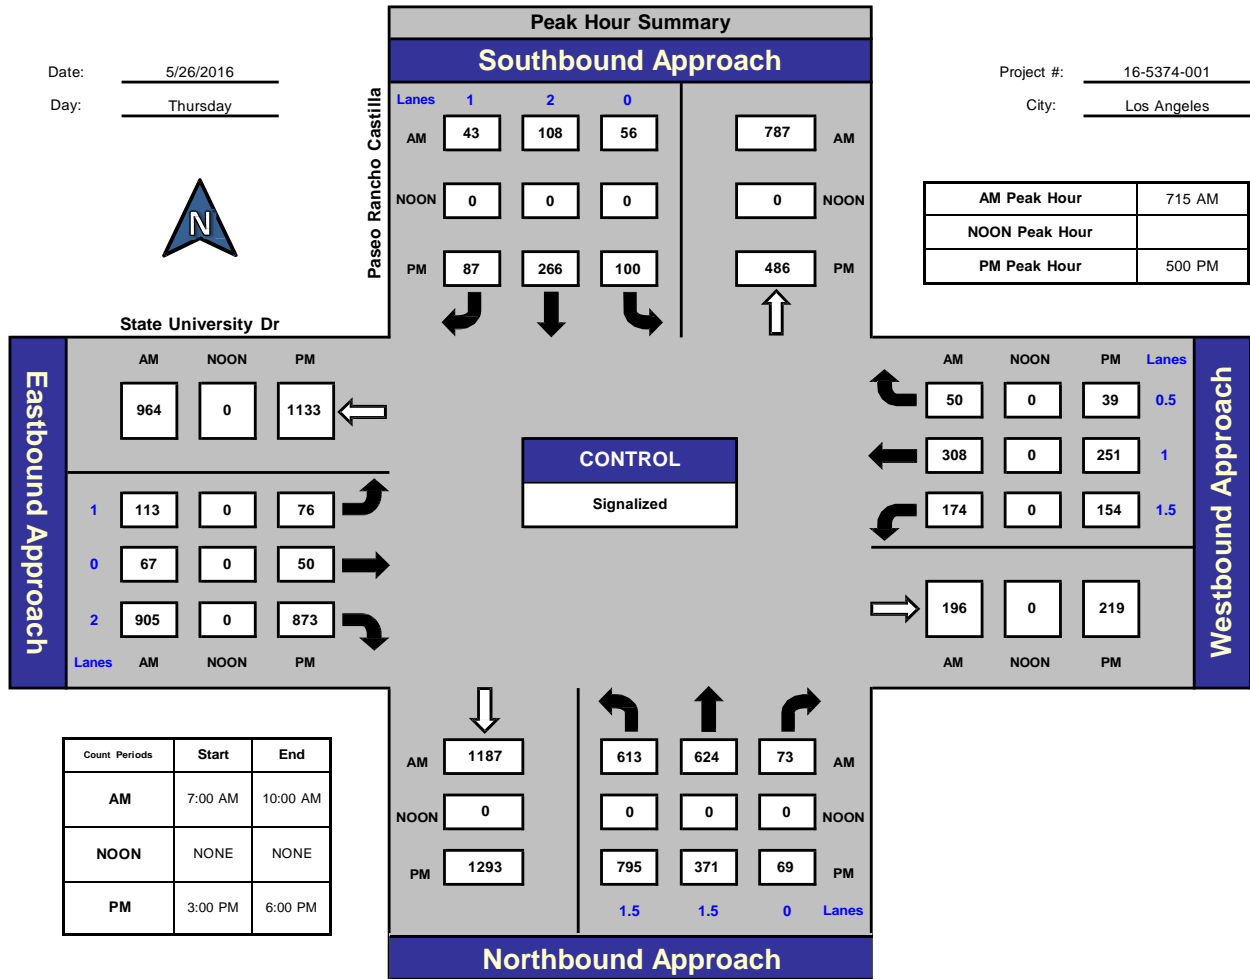 Peak Hour Summary
Southbound Approach
Date: 5/26/2016
Day: Thursday
Project #: 16-5374-001
City: Los Angeles
Paseo Rancho Castilla
Lanes 1 2 0
AM 43 108 56 787 AM
NOON 0 0 0 0 NOON
PM 87 266 100 486 PM
N
AM Peak Hour 715 AM
NOON Peak Hour
PM Peak Hour 500 PM
State University Dr
Eastbound Approach
AM NOON PM
964 0 1133
1 113 0 76
0 67 0 50
2 905 0 873
Lanes AM NOON PM
CONTROL
Signalized
AM NOON PM Lanes
50 0 39 0.5
308 0 251 1
174 0 154 1.5
196 0 219
AM NOON PM
Westbound Approach
Count Periods Start End
AM 7:00 AM 10:00 AM
NOON NONE NONE
PM 3:00 PM 6:00 PM
AM 1187 613 624 73 AM
NOON 0 0 0 0 NOON
PM 1293 795 371 69 PM
1.5 1.5 0 Lanes
Northbound Approach